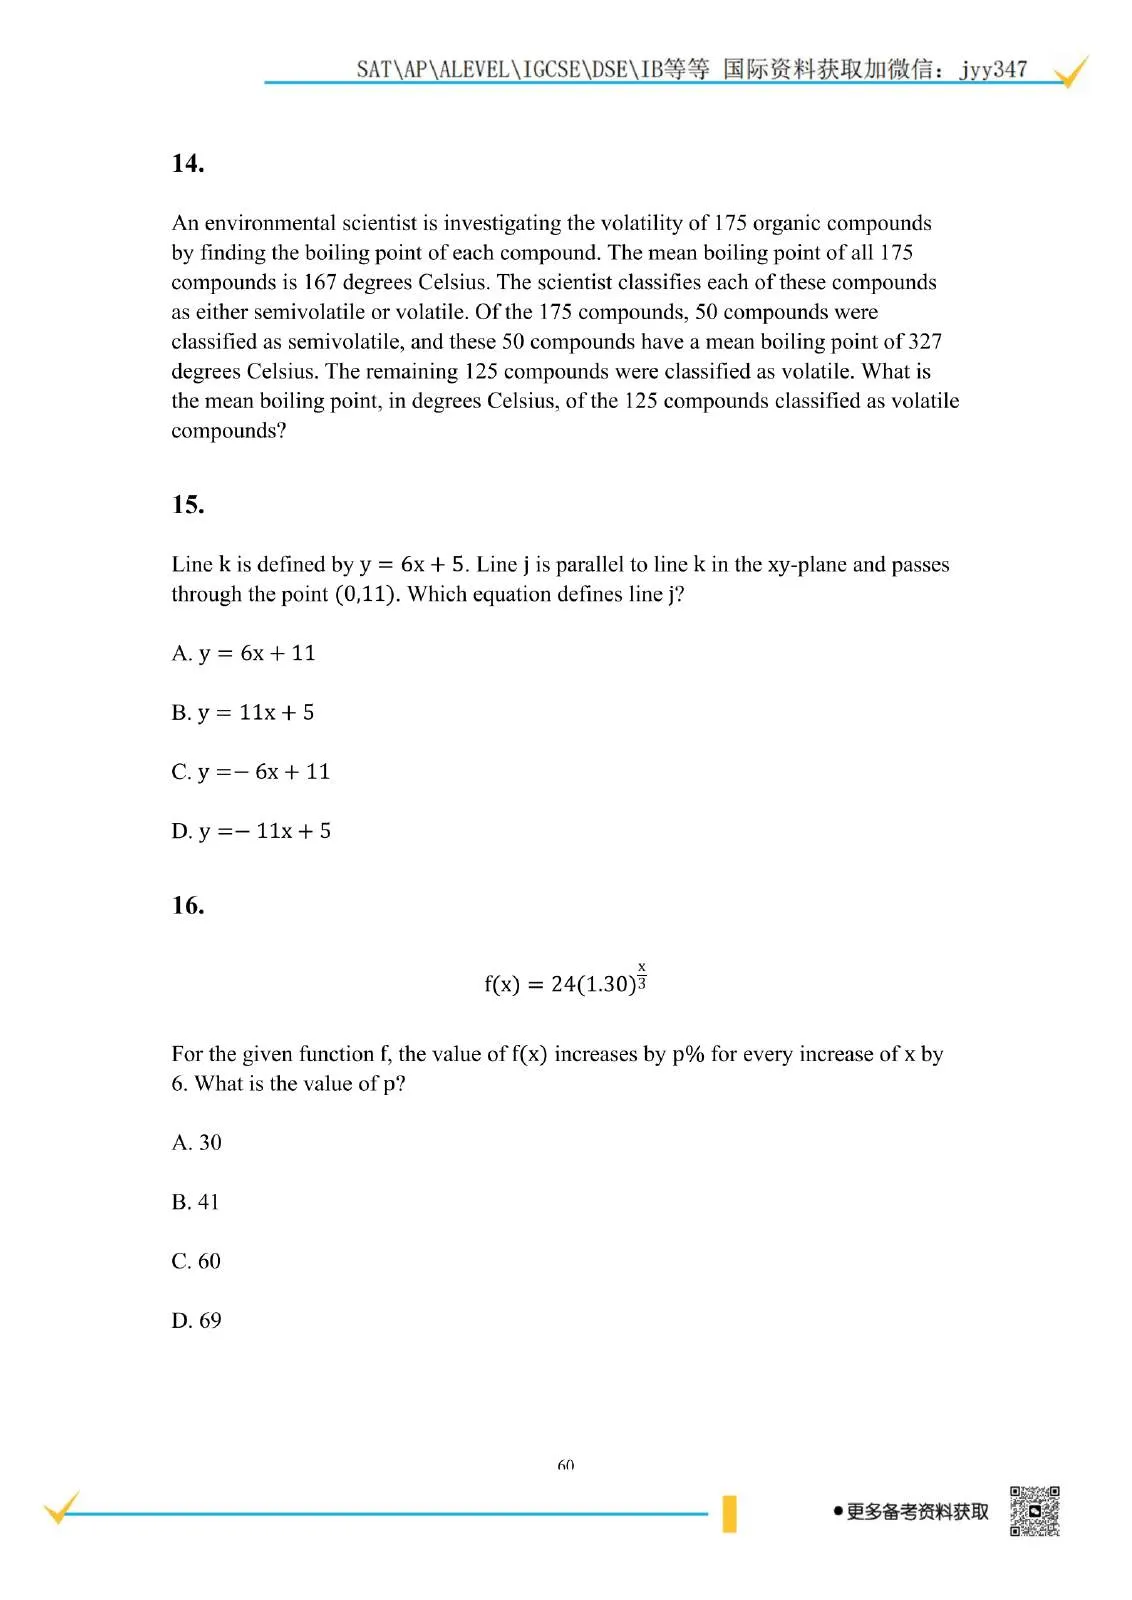 SAT\AP\ALEVEL\IGCSE\DSE\IB等等 国际资料获取加微信：jyy347
14.
An environmental scientist is investigating the volatility of 175 organic compounds
by finding the boiling point of each compound. The mean boiling point of all 175
compounds is 167 degrees Celsius. The scientist classifies each of these compounds
as either semivolatile or volatile. Of the 175 compounds, 50 compounds were
classified as semivolatile, and these 50 compounds have a mean boiling point of 327
degrees Celsius. The remaining 125 compounds were classified as volatile. What is
the mean boiling point, in degrees Celsius, of the 125 compounds classified as volatile
compounds?
15.
Line k is defined by y = 6x + 5. Line j is parallel to line k in the xy-plane and passes
through the point (0,11). Which equation defines line j?
A. y = 6x + 11
B. y = 11x + 5
C. y =− 6x + 11
D. y =− 11x + 5
16.
f(x) = 24(1.30)^(x/3)
For the given function f, the value of f(x) increases by p% for every increase of x by
6. What is the value of p?
A. 30
B. 41
C. 60
D. 69
60
●更多备考资料获取